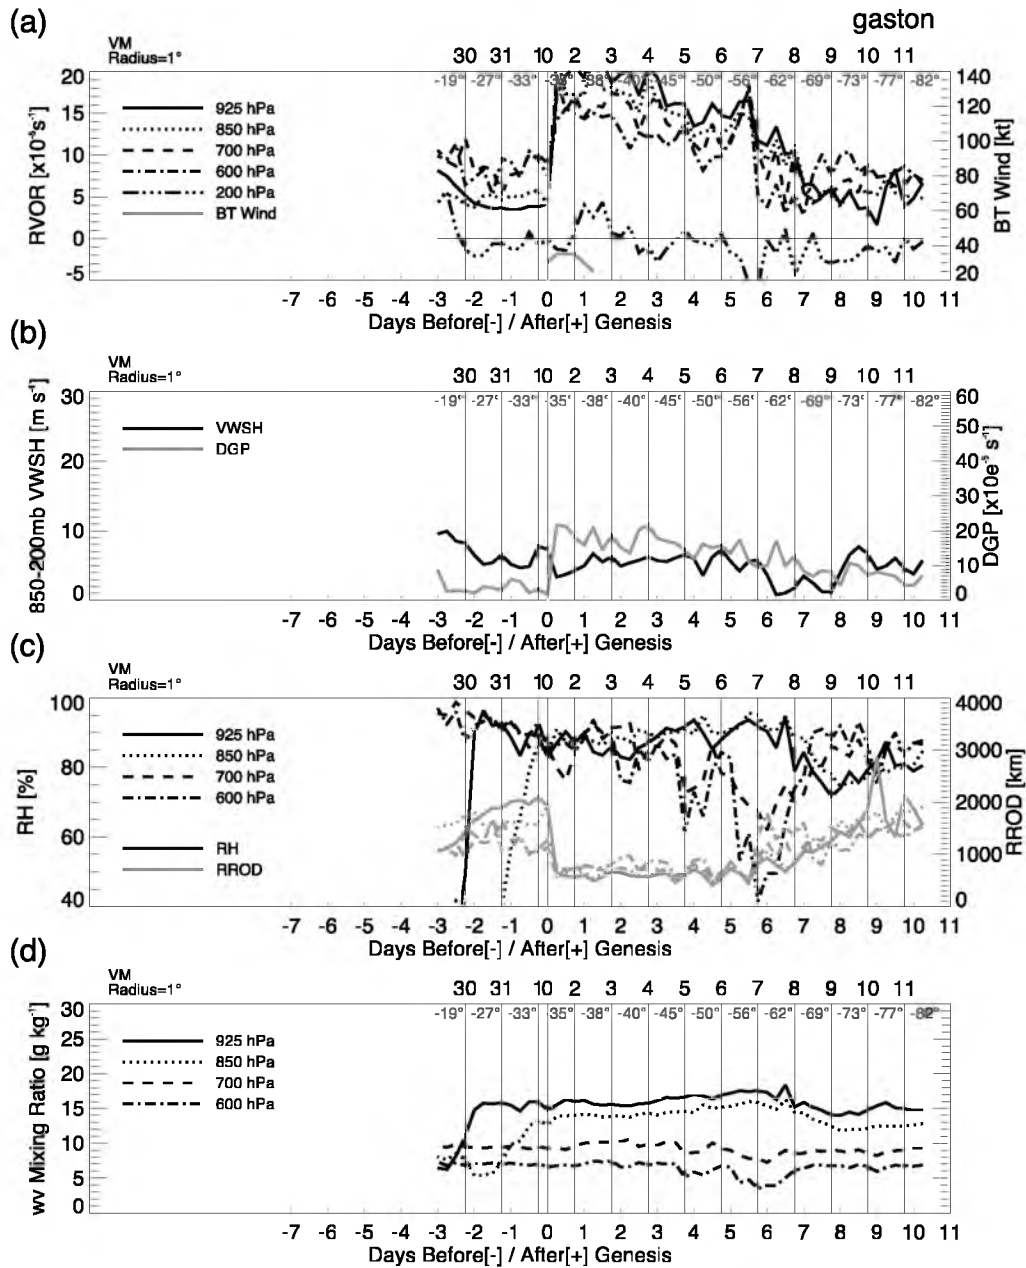 (a)
gaston
VM
Radius=1°
30 31 10 2 3 4 5 6 7 8 9 10 11
-19° -27° -33° -38° -40° -45° -50° -56° -62° -69° -73° -77° -82°
20
15
10
5
0
-5
RVOR [x10⁻⁵s⁻¹]
925 hPa
850 hPa
700 hPa
600 hPa
200 hPa
BT Wind
140
120
100
80
60
40
20
BT Wind [kt]
-7 -6 -5 -4 -3 -2 -1 0 1 2 3 4 5 6 7 8 9 10 11
Days Before[-] / After[+] Genesis
(b)
VM
Radius=1°
30 31 10 2 3 4 5 6 7 8 9 10 11
-19° -27° -33° -35° -38° -40° -45° -50° -56° -62° -69° -73° -77° -82°
30
20
10
0
850-200mb VWSH [m s⁻¹]
VWSH
DGP
60
50
40
30
20
10
0
DGP [x10e⁻⁵ s⁻¹]
-7 -6 -5 -4 -3 -2 -1 0 1 2 3 4 5 6 7 8 9 10 11
Days Before[-] / After[+] Genesis
(c)
VM
Radius=1°
30 31 10 2 3 4 5 6 7 8 9 10 11
100
80
60
40
RH [%]
925 hPa
850 hPa
700 hPa
600 hPa
RH
RROD
4000
3000
2000
1000
0
RROD [km]
-7 -6 -5 -4 -3 -2 -1 0 1 2 3 4 5 6 7 8 9 10 11
Days Before[-] / After[+] Genesis
(d)
VM
Radius=1°
30 31 10 2 3 4 5 6 7 8 9 10 11
-19° -27° -33° 35° -38° -40° -45° -50° -56° -62° -69° -73° -77° -82°
30
25
20
15
10
5
0
wv Mixing Ratio [g kg⁻¹]
925 hPa
850 hPa
700 hPa
600 hPa
-7 -6 -5 -4 -3 -2 -1 0 1 2 3 4 5 6 7 8 9 10 11
Days Before[-] / After[+] Genesis